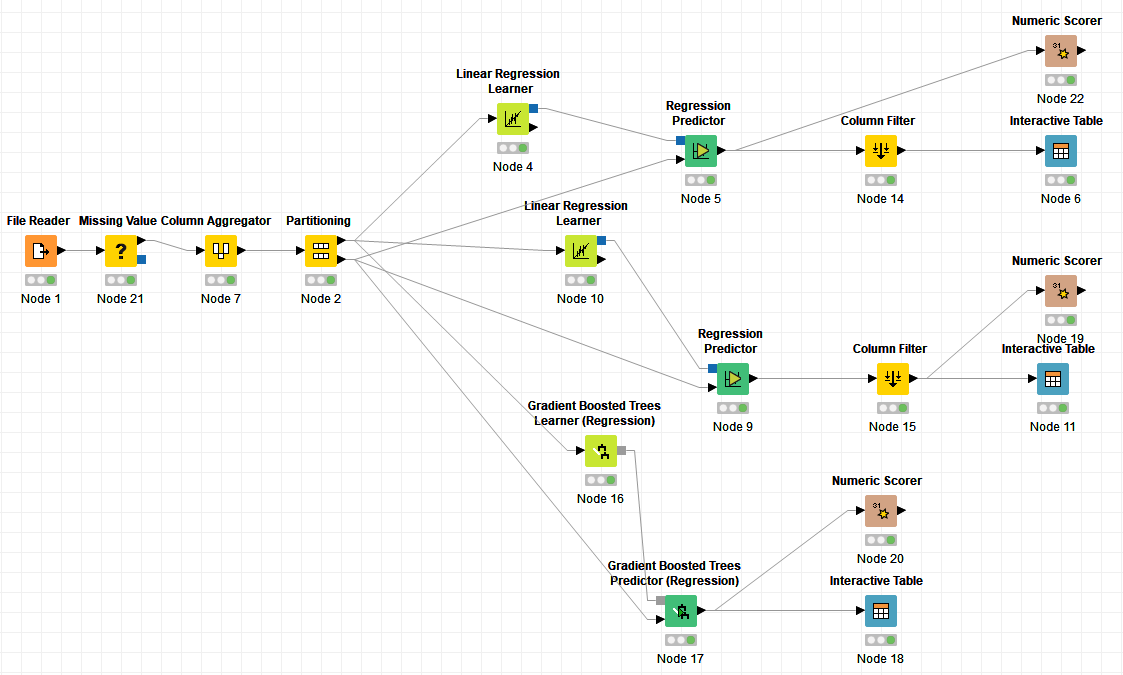 Numeric Scorer
Node 22
Linear Regression
Learner
Node 4
Regression
Predictor
Node 5
Column Filter
Node 14
Interactive Table
Node 6
File Reader
Node 1
Missing Value
Node 21
Column Aggregator
Node 7
Partitioning
Node 2
Linear Regression
Learner
Node 10
Numeric Scorer
Node 19
Regression
Predictor
Node 9
Column Filter
Node 15
Interactive Table
Node 11
Gradient Boosted Trees
Learner (Regression)
Node 16
Numeric Scorer
Node 20
Gradient Boosted Trees
Predictor (Regression)
Node 17
Interactive Table
Node 18